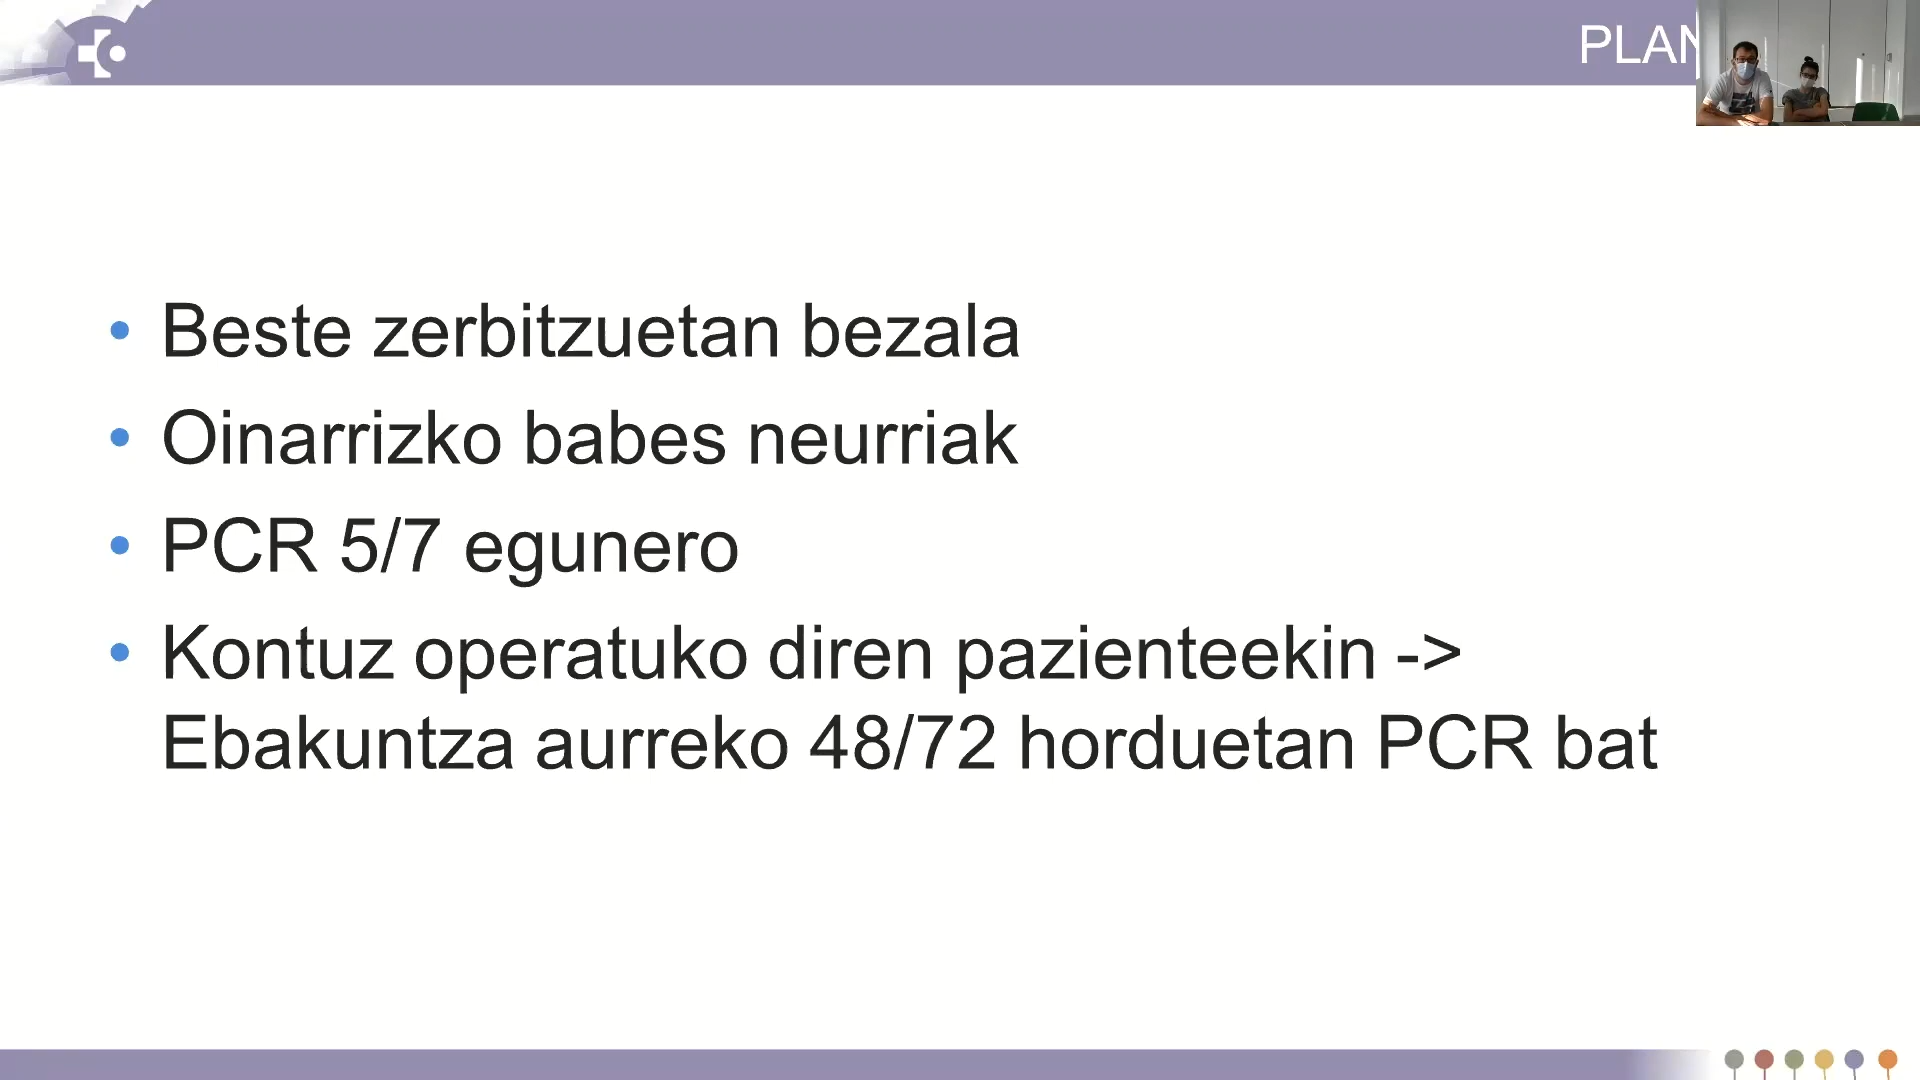 • Beste zerbitzuetan bezala
• Oinarrizko babes neurriak
• PCR 5/7 egunero
• Kontuz operatuko diren pazienteekin ->
Ebakuntza aurreko 48/72 horduetan PCR bat